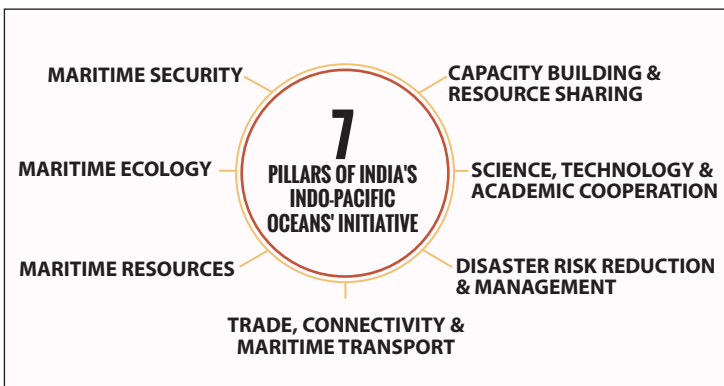 7
PILLARS OF INDIA'S
INDO-PACIFIC
OCEANS' INITIATIVE
MARITIME SECURITY
MARITIME ECOLOGY
MARITIME RESOURCES
TRADE, CONNECTIVITY &
MARITIME TRANSPORT
DISASTER RISK REDUCTION
& MANAGEMENT
SCIENCE, TECHNOLOGY &
ACADEMIC COOPERATION
CAPACITY BUILDING &
RESOURCE SHARING